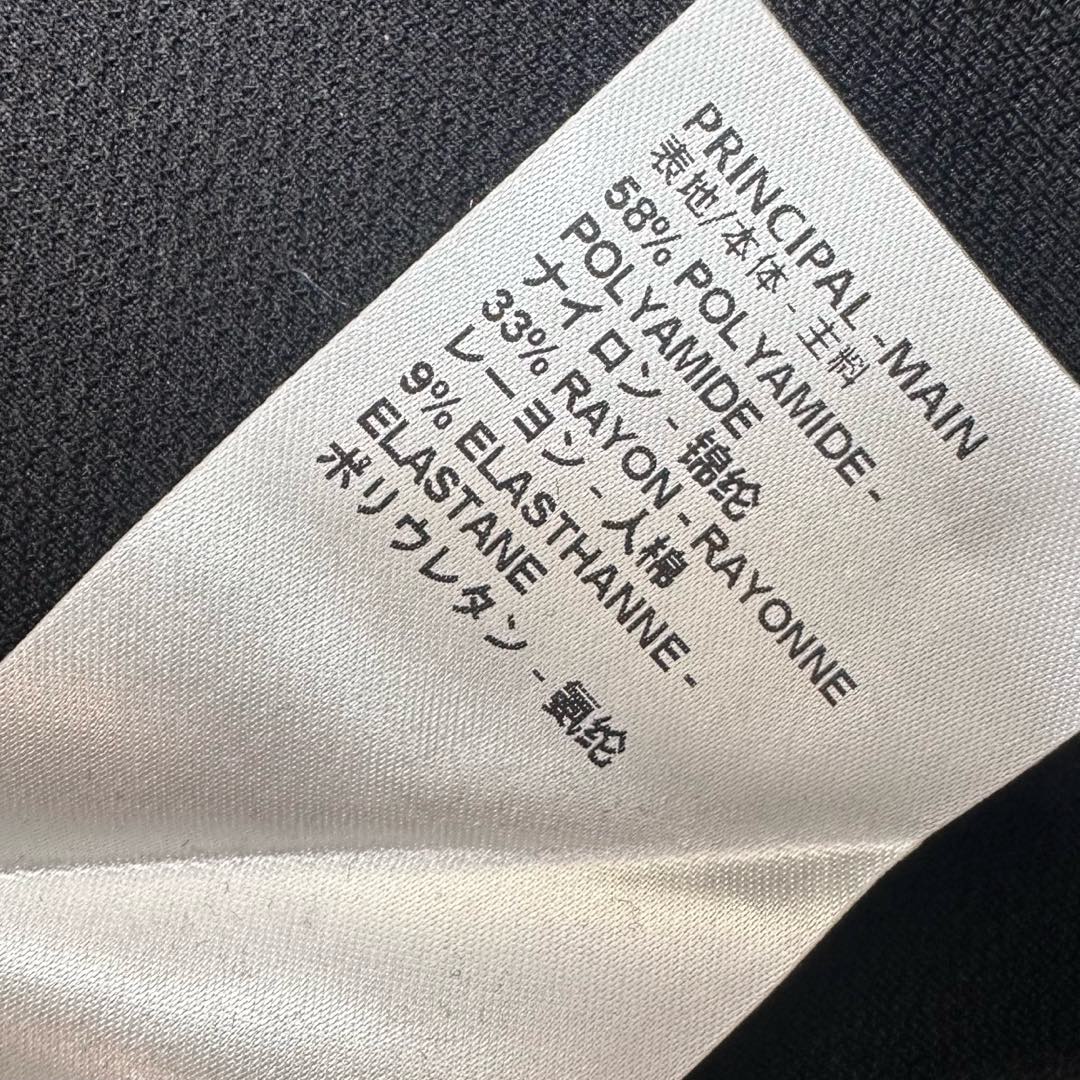 PRINCIPAL - MAIN
表地/本体 - 主料
58% POLYAMIDE -
POLYAMIDE
ナイロン - 锦纶
33% RAYON - RAYONNE
レーヨン - 人棉
9% ELASTHANNE -
ELASTANE
ポリウレタン - 氨纶